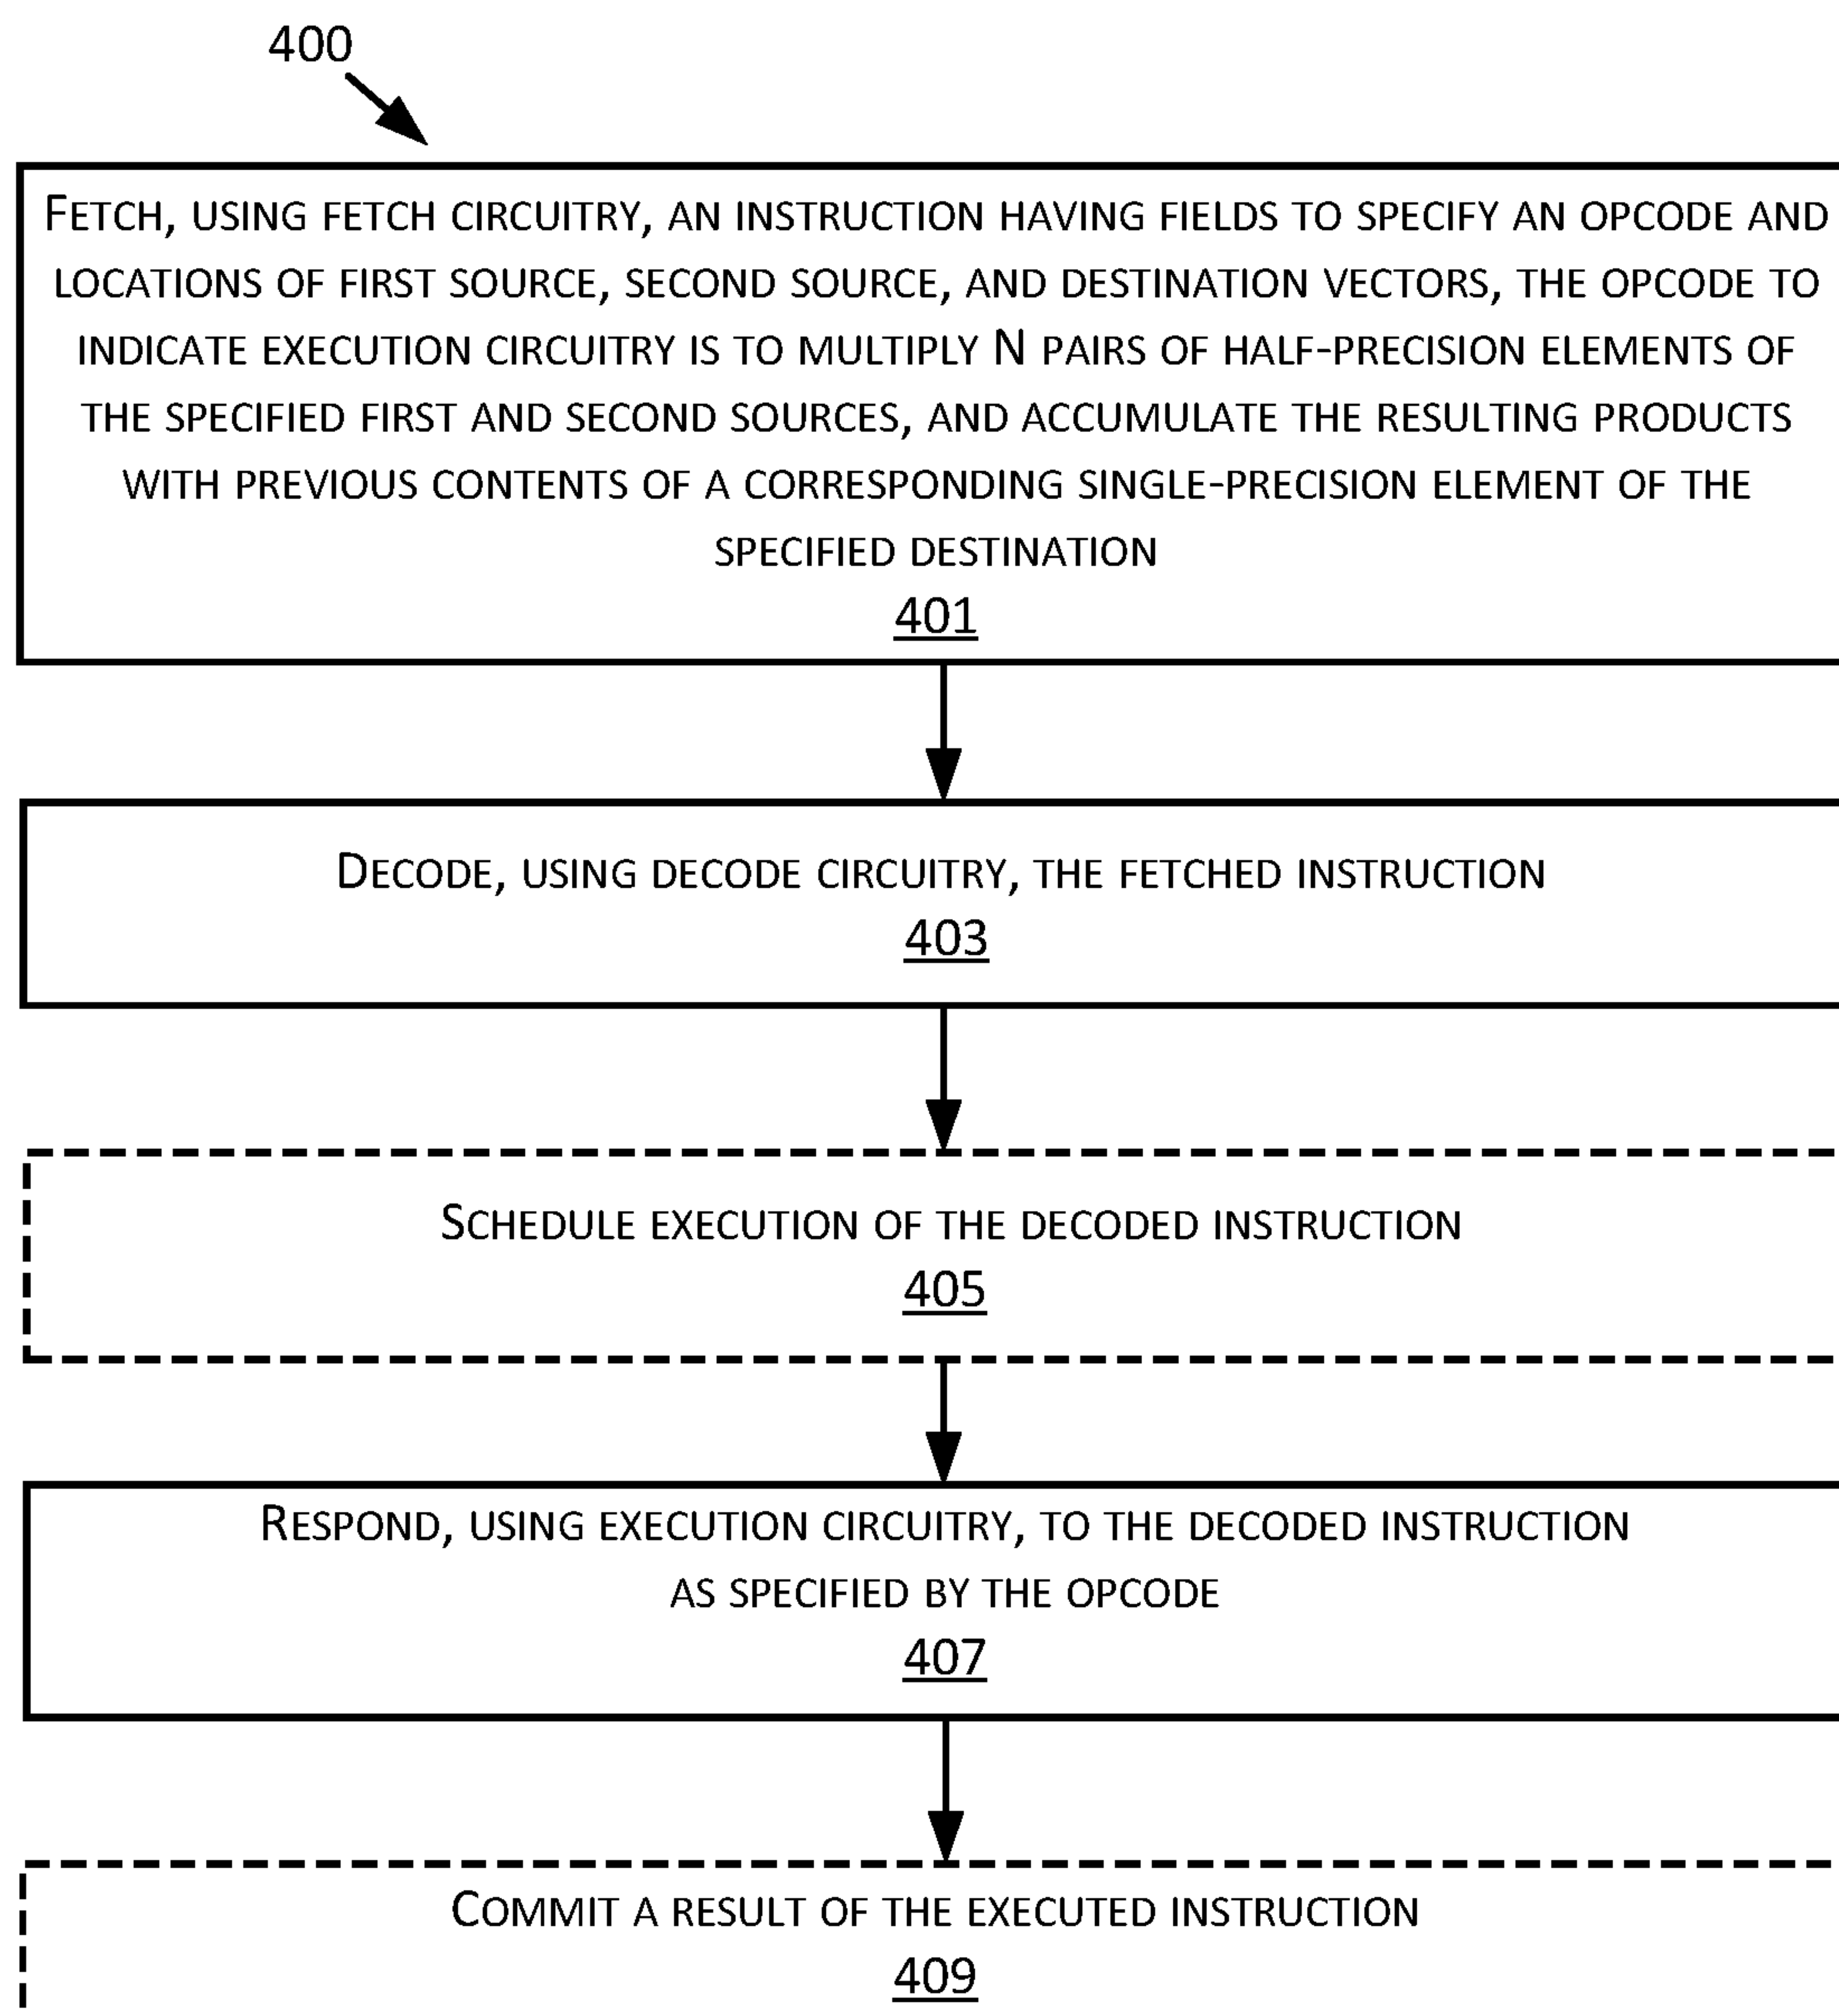 400
FETCH, USING FETCH CIRCUITRY, AN INSTRUCTION HAVING FIELDS TO SPECIFY AN OPCODE AND
LOCATIONS OF FIRST SOURCE, SECOND SOURCE, AND DESTINATION VECTORS, THE OPCODE TO
INDICATE EXECUTION CIRCUITRY IS TO MULTIPLY N PAIRS OF HALF-PRECISION ELEMENTS OF
THE SPECIFIED FIRST AND SECOND SOURCES, AND ACCUMULATE THE RESULTING PRODUCTS
WITH PREVIOUS CONTENTS OF A CORRESPONDING SINGLE-PRECISION ELEMENT OF THE
SPECIFIED DESTINATION
401
DECODE, USING DECODE CIRCUITRY, THE FETCHED INSTRUCTION
403
SCHEDULE EXECUTION OF THE DECODED INSTRUCTION
405
RESPOND, USING EXECUTION CIRCUITRY, TO THE DECODED INSTRUCTION
AS SPECIFIED BY THE OPCODE
407
COMMIT A RESULT OF THE EXECUTED INSTRUCTION
409